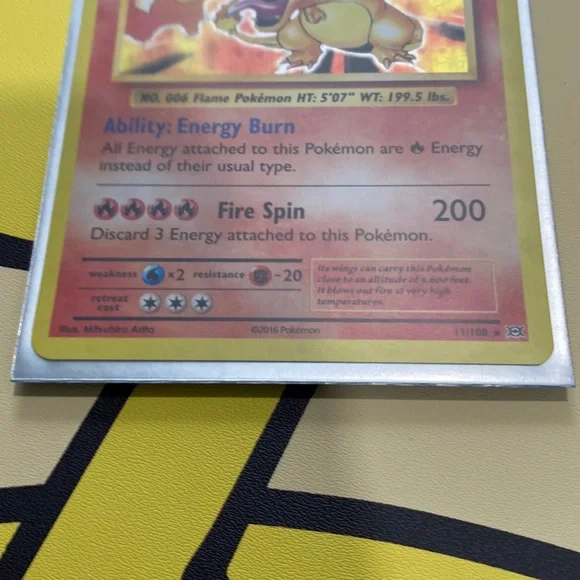 NO. 006 Flame Pokémon HT: 5'07" WT: 199.5 lbs.
Ability: Energy Burn
All Energy attached to this Pokémon are Energy
instead of their usual type.
Fire Spin 200
Discard 3 Energy attached to this Pokémon.
weakness ×2 resistance -20
retreat
cost
Its wings can carry this Pokémon
close to an altitude of 4,600 feet.
It blows out fire at very high
temperatures.
Illus. Mitsuhiro Arita
©2016 Pokémon
11/108